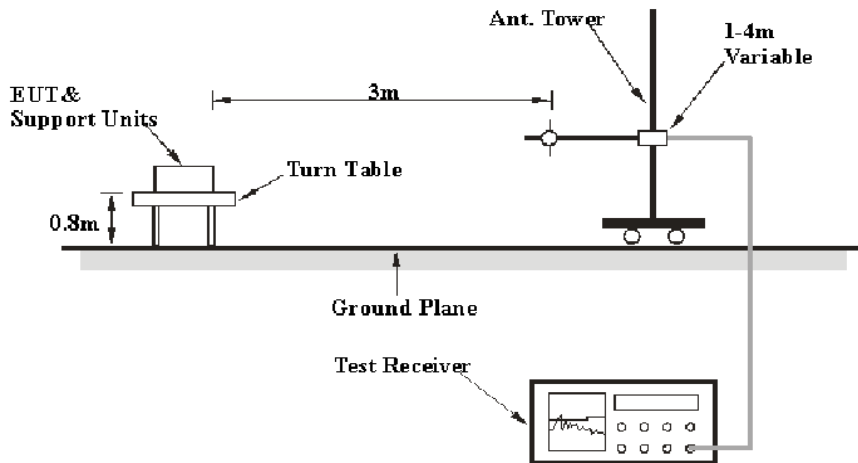 Ant. Tower
1-4m
Variable
3m
EUT&
Support Units
Turn Table
0.8m
Ground Plane
Test Receiver